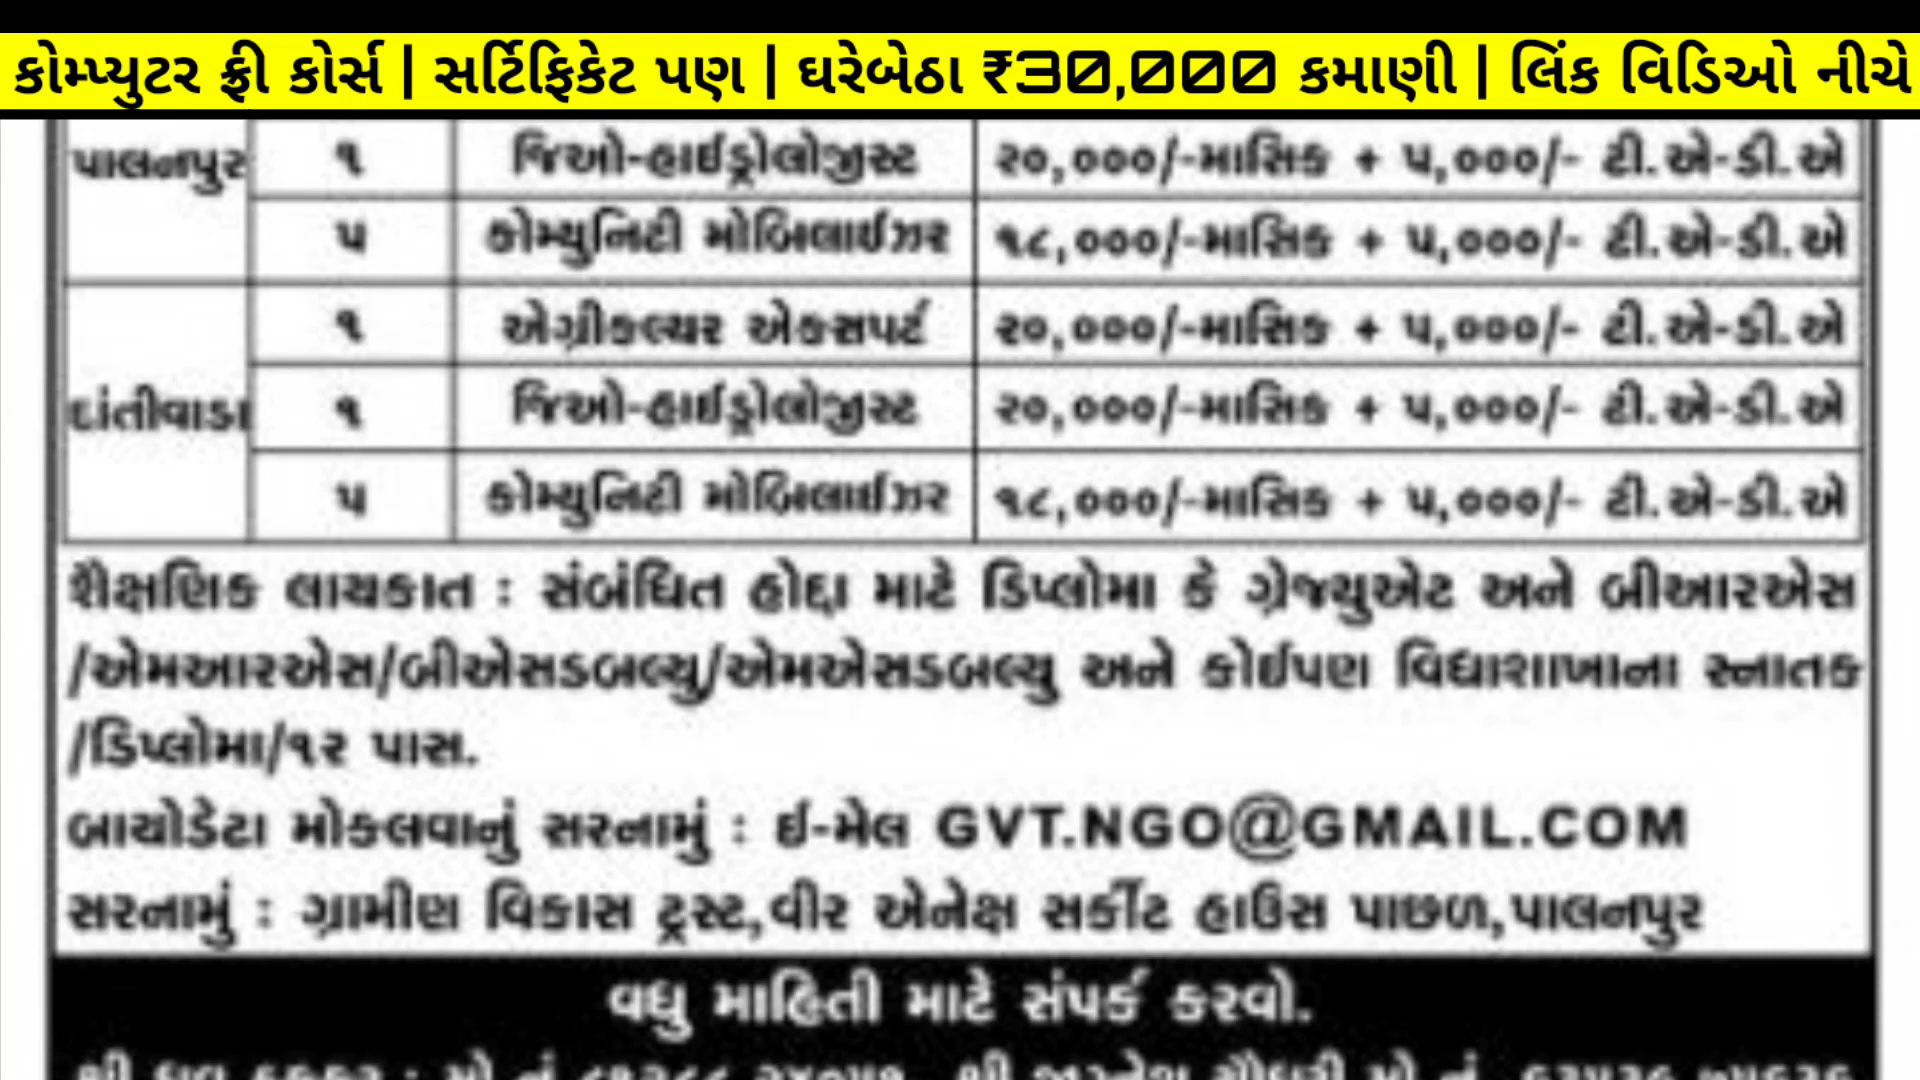 કોમ્પ્યુટર ફ્રી કોર્સ | સર્ટિફિકેટ પણ | ઘરેબેઠા ₹30,000 કમાણી | લિંક વિડિઓ નીચે
પાલનપુર ૧ જિઓ-હાઈડ્રોલોજીસ્ટ ૨૦,૦૦૦/-માસિક + ૫,૦૦૦/- ટી.એ-ડી.એ
૫ કોમ્યુનિટી મોબિલાઈઝર ૧૮,૦૦૦/-માસિક + ૫,૦૦૦/- ટી.એ-ડી.એ
૧ એગ્રીકલ્ચર એકસપર્ટ ૨૦,૦૦૦/-માસિક + ૫,૦૦૦/- ટી.એ-ડી.એ
દાંતીવાડા ૧ જિઓ-હાઈડ્રોલોજીસ્ટ ૨૦,૦૦૦/-માસિક + ૫,૦૦૦/- ટી.એ-ડી.એ
૫ કોમ્યુનિટી મોબિલાઈઝર ૧૮,૦૦૦/-માસિક + ૫,૦૦૦/- ટી.એ-ડી.એ
શૈક્ષણિક લાયકાત : સંબંધિત હોદ્દા માટે ડિપ્લોમા કે ગ્રેજ્યુએટ અને બીઆરએસ
/એમઆરએસ/બીએસડબલ્યુ/એમએસડબલ્યુ અને કોઈપણ વિદ્યાશાખાના સ્નાતક
/ડિપ્લોમા/૧૨ પાસ.
બાયોડેટા મોકલવાનું સરનામું : ઈ-મેલ GVT.NGO@GMAIL.COM
સરનામું : ગ્રામીણ વિકાસ ટ્રસ્ટ,વીર એનેક્ષ સર્કીટ હાઉસ પાછળ,પાલનપુર
વધુ માહિતી માટે સંપર્ક કરવો.